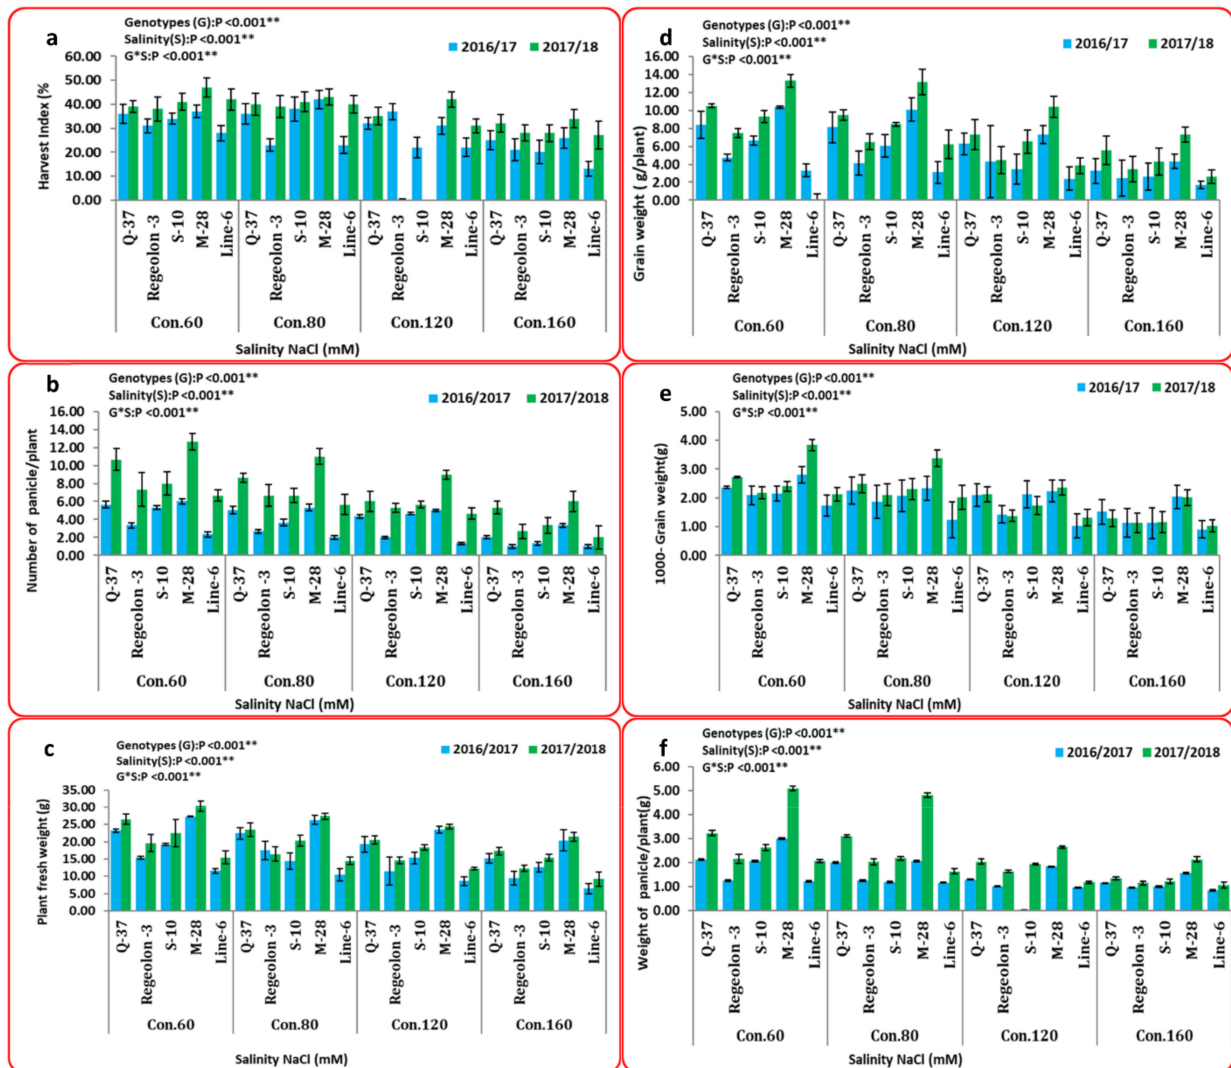 a
Genotypes (G):P <0.001**
Salinity(S):P <0.001**
G*S:P <0.001**
2016/17 2017/18
Harvest Index (%
60.00
50.00
40.00
30.00
20.00
10.00
0.00
Q-37 Regeolon -3 S-10 M-28 Line-6 Q-37 Regeolon -3 S-10 M-28 Line-6 Q-37 Regeolon -3 S-10 M-28 Line-6 Q-37 Regeolon -3 S-10 M-28 Line-6
Con.60 Con.80 Con.120 Con.160
Salinity NaCl (mM)
d
Genotypes (G):P <0.001**
Salinity(S):P <0.001**
G*S:P <0.001**
2016/17 2017/18
Grain weight ( g/plant)
16.00
14.00
12.00
10.00
8.00
6.00
4.00
2.00
0.00
Q-37 Regeolon -3 S-10 M-28 Line-6 Q-37 Regeolon -3 S-10 M-28 Line-6 Q-37 Regeolon -3 S-10 M-28 Line-6 Q-37 Regeolon -3 S-10 M-28 Line-6
Con.60 Con.80 Con.120 Con.160
Salinity NaCl (mM)
b
Genotypes (G):P <0.001**
Salinity(S):P <0.001**
G*S:P <0.001**
2016/2017 2017/2018
Number of panicle/plant
16.00
14.00
12.00
10.00
8.00
6.00
4.00
2.00
0.00
Q-37 Regeolon -3 S-10 M-28 Line-6 Q-37 Regeolon -3 S-10 M-28 Line-6 Q-37 Regeolon -3 S-10 M-28 Line-6 Q-37 Regeolon -3 S-10 M-28 Line-6
Con.60 Con.80 Con.120 Con.160
Salinity NaCl (mM)
e
Genotypes (G):P <0.001**
Salinity(S):P <0.001**
G*S:P <0.001**
2016/17 2017/18
1000- Grain weight(g)
5.00
4.00
3.00
2.00
1.00
0.00
Q-37 Regeolon -3 S-10 M-28 Line-6 Q-37 Regeolon -3 S-10 M-28 Line-6 Q-37 Regeolon -3 S-10 M-28 Line-6 Q-37 Regeolon -3 S-10 M-28 Line-6
Con.60 Con.80 Con.120 Con.160
Salinity NaCl (mM)
c
Genotypes (G):P <0.001**
Salinity(S):P <0.001**
G*S:P <0.001**
2016/2017 2017/2018
Plant fresh weight (g)
35.00
30.00
25.00
20.00
15.00
10.00
5.00
0.00
Q-37 Regeolon -3 S-10 M-28 Line-6 Q-37 Regeolon -3 S-10 M-28 Line-6 Q-37 Regeolon -3 S-10 M-28 Line-6 Q-37 Regeolon -3 S-10 M-28 Line-6
Con.60 Con.80 Con.120 Con.160
Salinity NaCl (mM)
f
Genotypes (G):P <0.001**
Salinity(S):P <0.001**
G*S:P <0.001**
2016/2017 2017/2018
Weight of panicle/plant(g)
6.00
5.00
4.00
3.00
2.00
1.00
0.00
Q-37 Regeolon -3 S-10 M-28 Line-6 Q-37 Regeolon -3 S-10 M-28 Line-6 Q-37 Regeolon -3 S-10 M-28 Line-6 Q-37 Regeolon -3 S-10 M-28 Line-6
Con.60 Con.80 Con.120 Con.160
Salinity NaCl (mM)